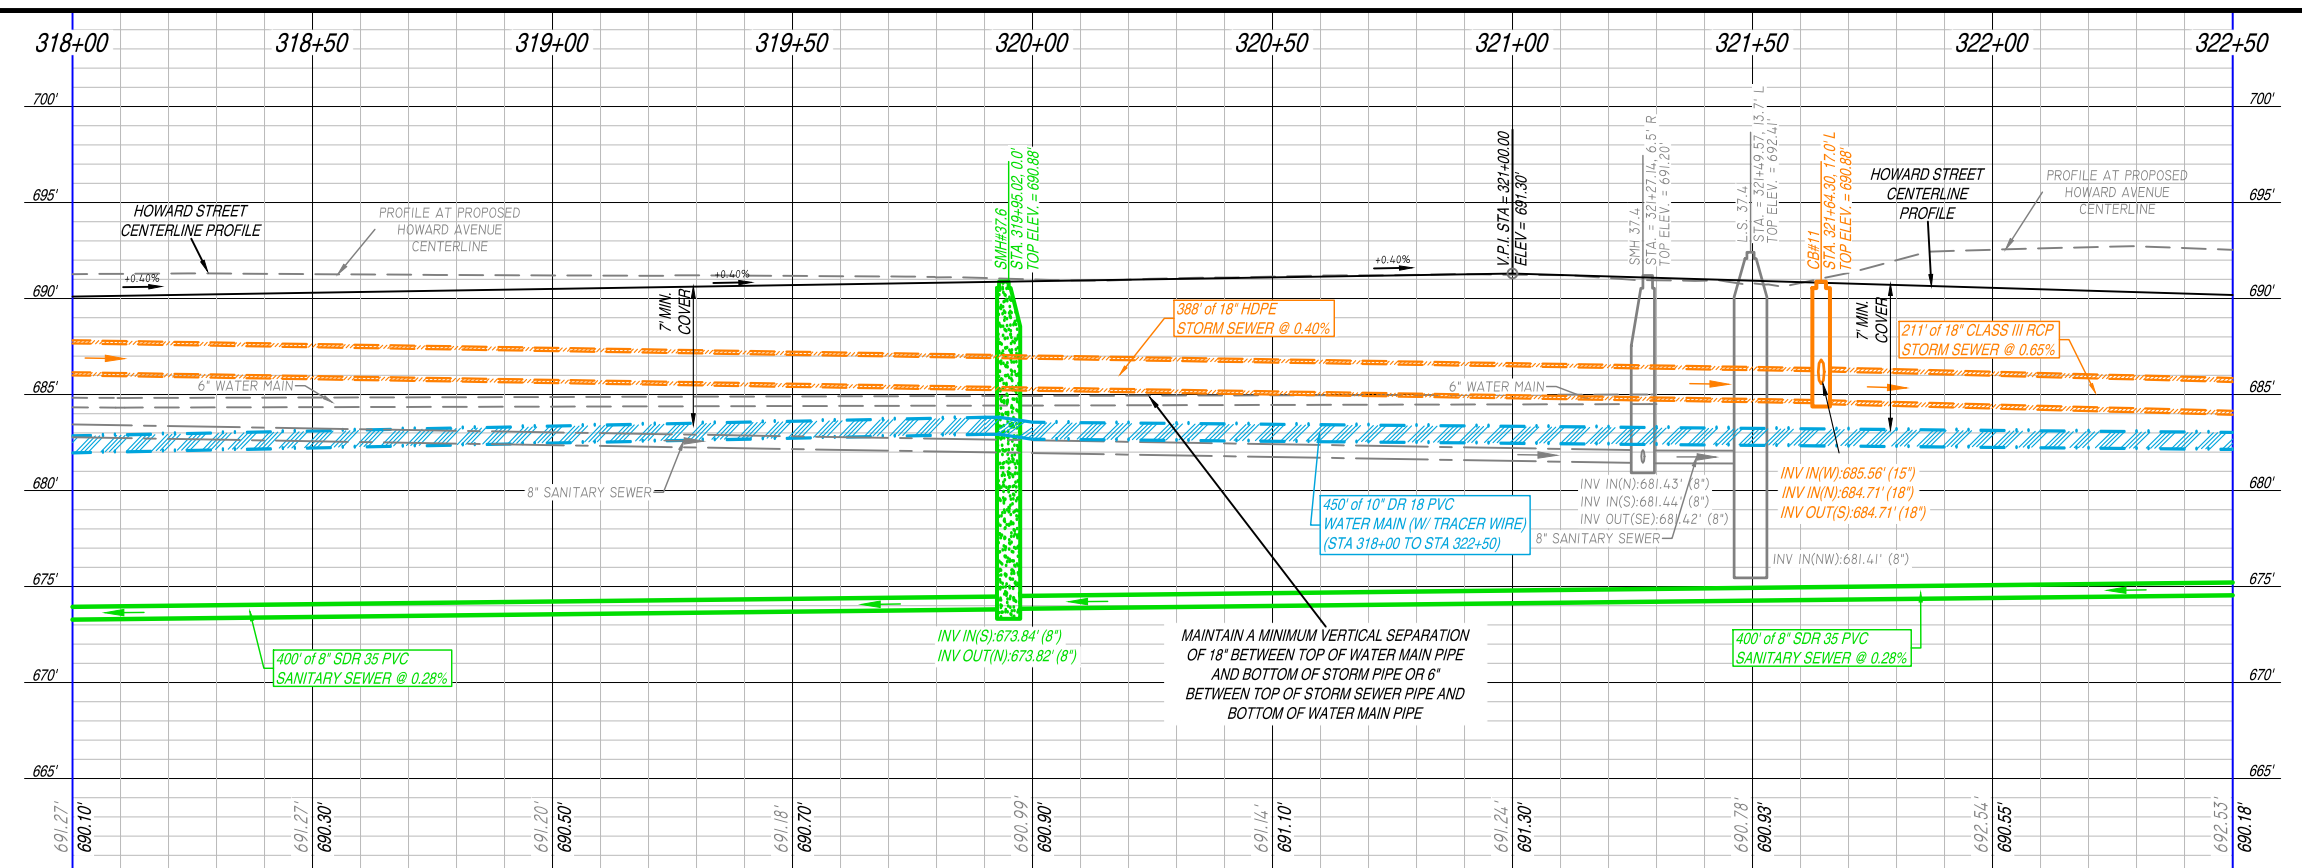 318+00
318+50
319+00
319+50
320+00
320+50
321+00
321+50
322+00
322+50
700'
700'
695'
695'
690'
690'
685'
685'
680'
680'
675'
675'
670'
670'
665'
665'
HOWARD STREET
CENTERLINE PROFILE
PROFILE AT PROPOSED
HOWARD AVENUE
CENTERLINE
+0.40%
+0.40%
+0.40%
7' MIN.
COVER
SMH#37.6
STA. 319+95.02, 0.0'
TOP ELEV. = 690.88'
V.P.I. STA = 321+00.00
ELEV = 691.30'
SMH 37.4
STA. = 321+27.14, 6.5' R
TOP ELEV. = 691.20'
L.S. 37.4
STA. = 321+49.57, 13.7' L
TOP ELEV. = 692.41'
CB#11
STA. 321+64.30, 17.0' L
TOP ELEV. = 690.88'
HOWARD STREET
CENTERLINE
PROFILE
PROFILE AT PROPOSED
HOWARD AVENUE
CENTERLINE
7' MIN.
COVER
388' of 18" HDPE
STORM SEWER @ 0.40%
211' of 18" CLASS III RCP
STORM SEWER @ 0.65%
6" WATER MAIN
6" WATER MAIN
8" SANITARY SEWER
450' of 10" DR 18 PVC
WATER MAIN (W/ TRACER WIRE)
(STA 318+00 TO STA 322+50)
INV IN(N):681.43' (8")
INV IN(S):681.44' (8")
INV OUT(SE):681.42' (8")
8" SANITARY SEWER
INV IN(W):685.56' (15")
INV IN(N):684.71' (18")
INV OUT(S):684.71' (18")
INV IN(NW):681.41' (8")
INV IN(S):673.84' (8")
INV OUT(N):673.82' (8")
400' of 8" SDR 35 PVC
SANITARY SEWER @ 0.28%
MAINTAIN A MINIMUM VERTICAL SEPARATION
OF 18" BETWEEN TOP OF WATER MAIN PIPE
AND BOTTOM OF STORM PIPE OR 6"
BETWEEN TOP OF STORM SEWER PIPE AND
BOTTOM OF WATER MAIN PIPE
400' of 8" SDR 35 PVC
SANITARY SEWER @ 0.28%
691.27'
690.10'
691.27'
690.30'
691.20'
690.50'
691.18'
690.70'
690.99'
690.90'
691.14'
691.10'
691.24'
691.30'
690.78'
690.93'
692.54'
690.55'
692.53'
690.18'